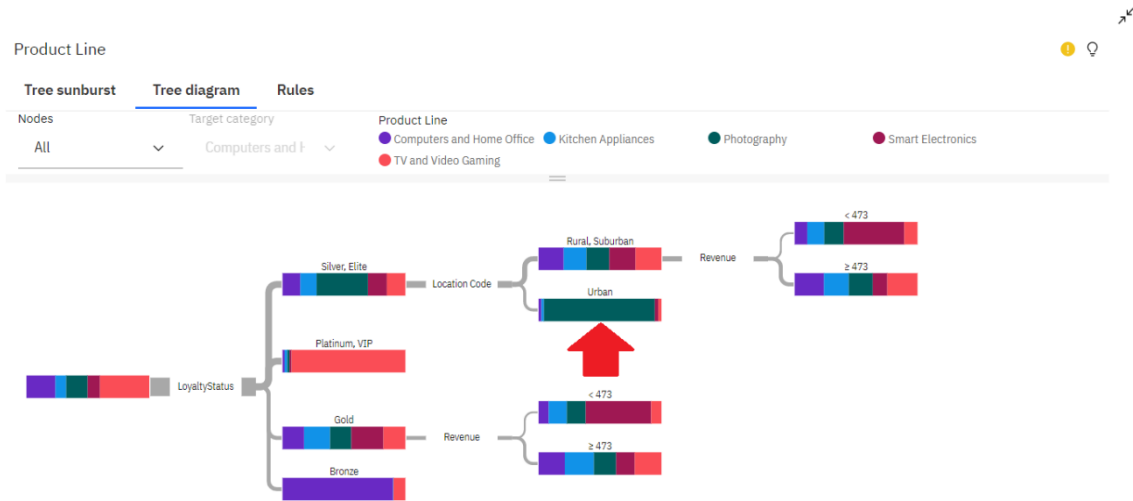 Product Line
Tree sunburst Tree diagram Rules
Nodes Target category Product Line
All Computers and H
Computers and Home Office Kitchen Appliances Photography Smart Electronics
TV and Video Gaming
< 473
Rural, Suburban
Revenue
Silver, Elite
≥ 473
Location Code
Urban
Platinum, VIP
LoyaltyStatus
< 473
Gold
Revenue
≥ 473
Bronze